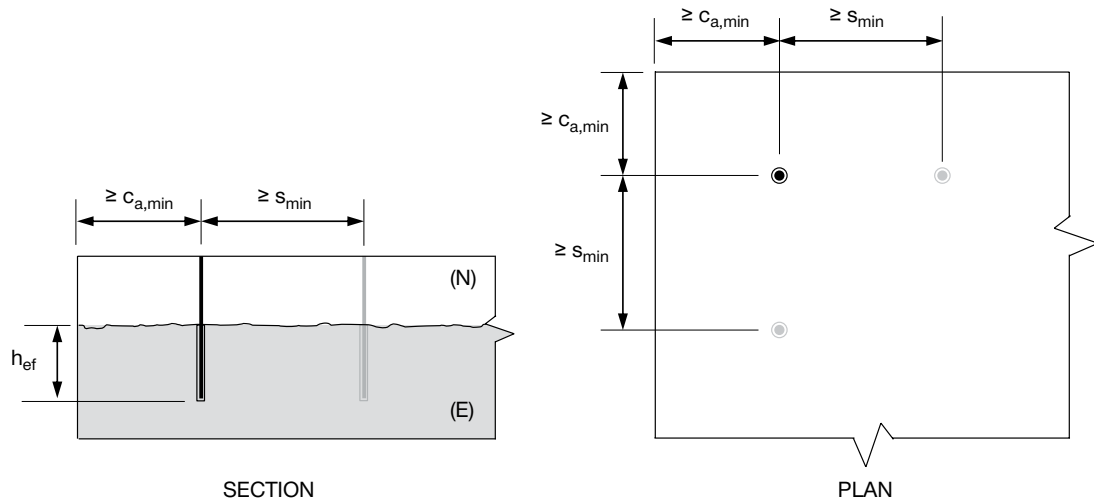 ≥ c_a,min
≥ s_min
(N)
h_ef
(E)
SECTION
≥ c_a,min
≥ s_min
≥ c_a,min
≥ s_min
PLAN